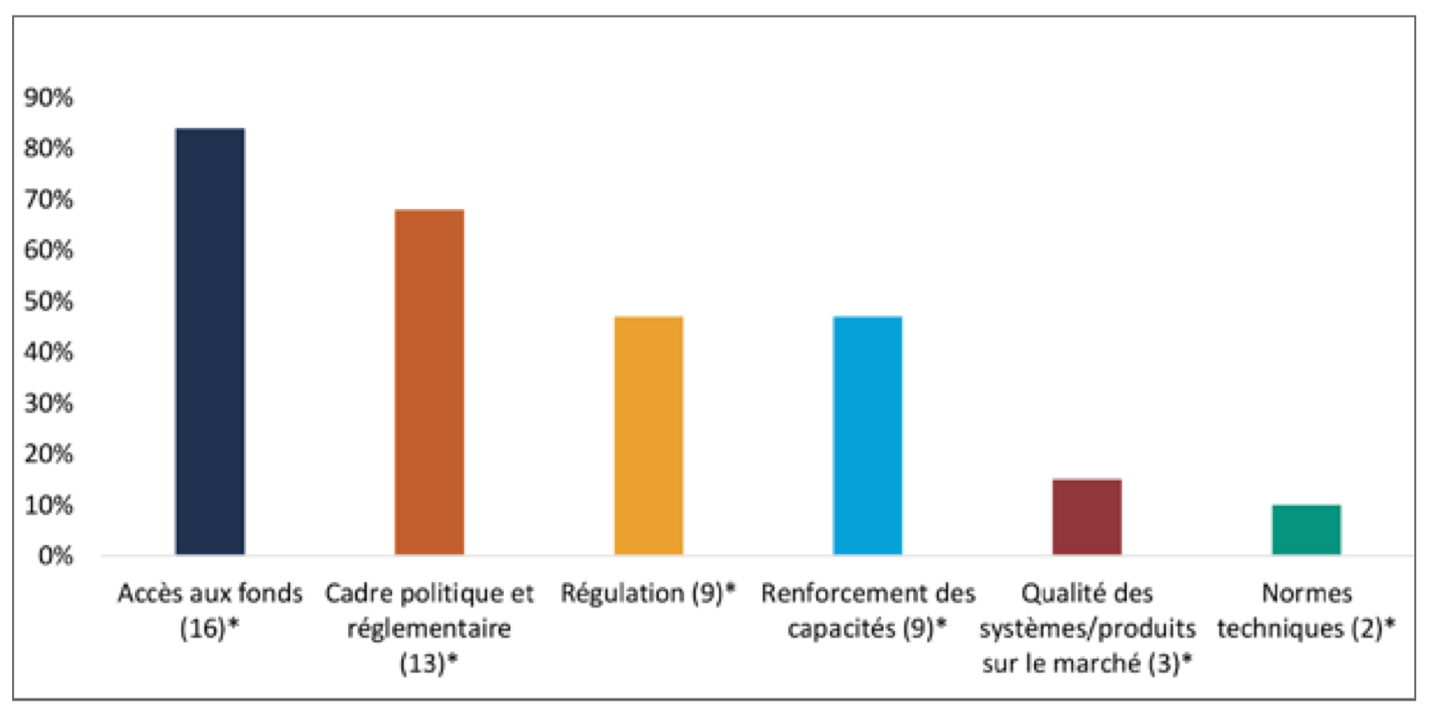 90%
80%
70%
60%
50%
40%
30%
20%
10%
0%
Accès aux fonds
(16)*
Cadre politique et
réglementaire
(13)*
Régulation (9)*
Renforcement des
capacités (9)*
Qualité des
systèmes/produits
sur le marché (3)*
Normes
techniques (2)*